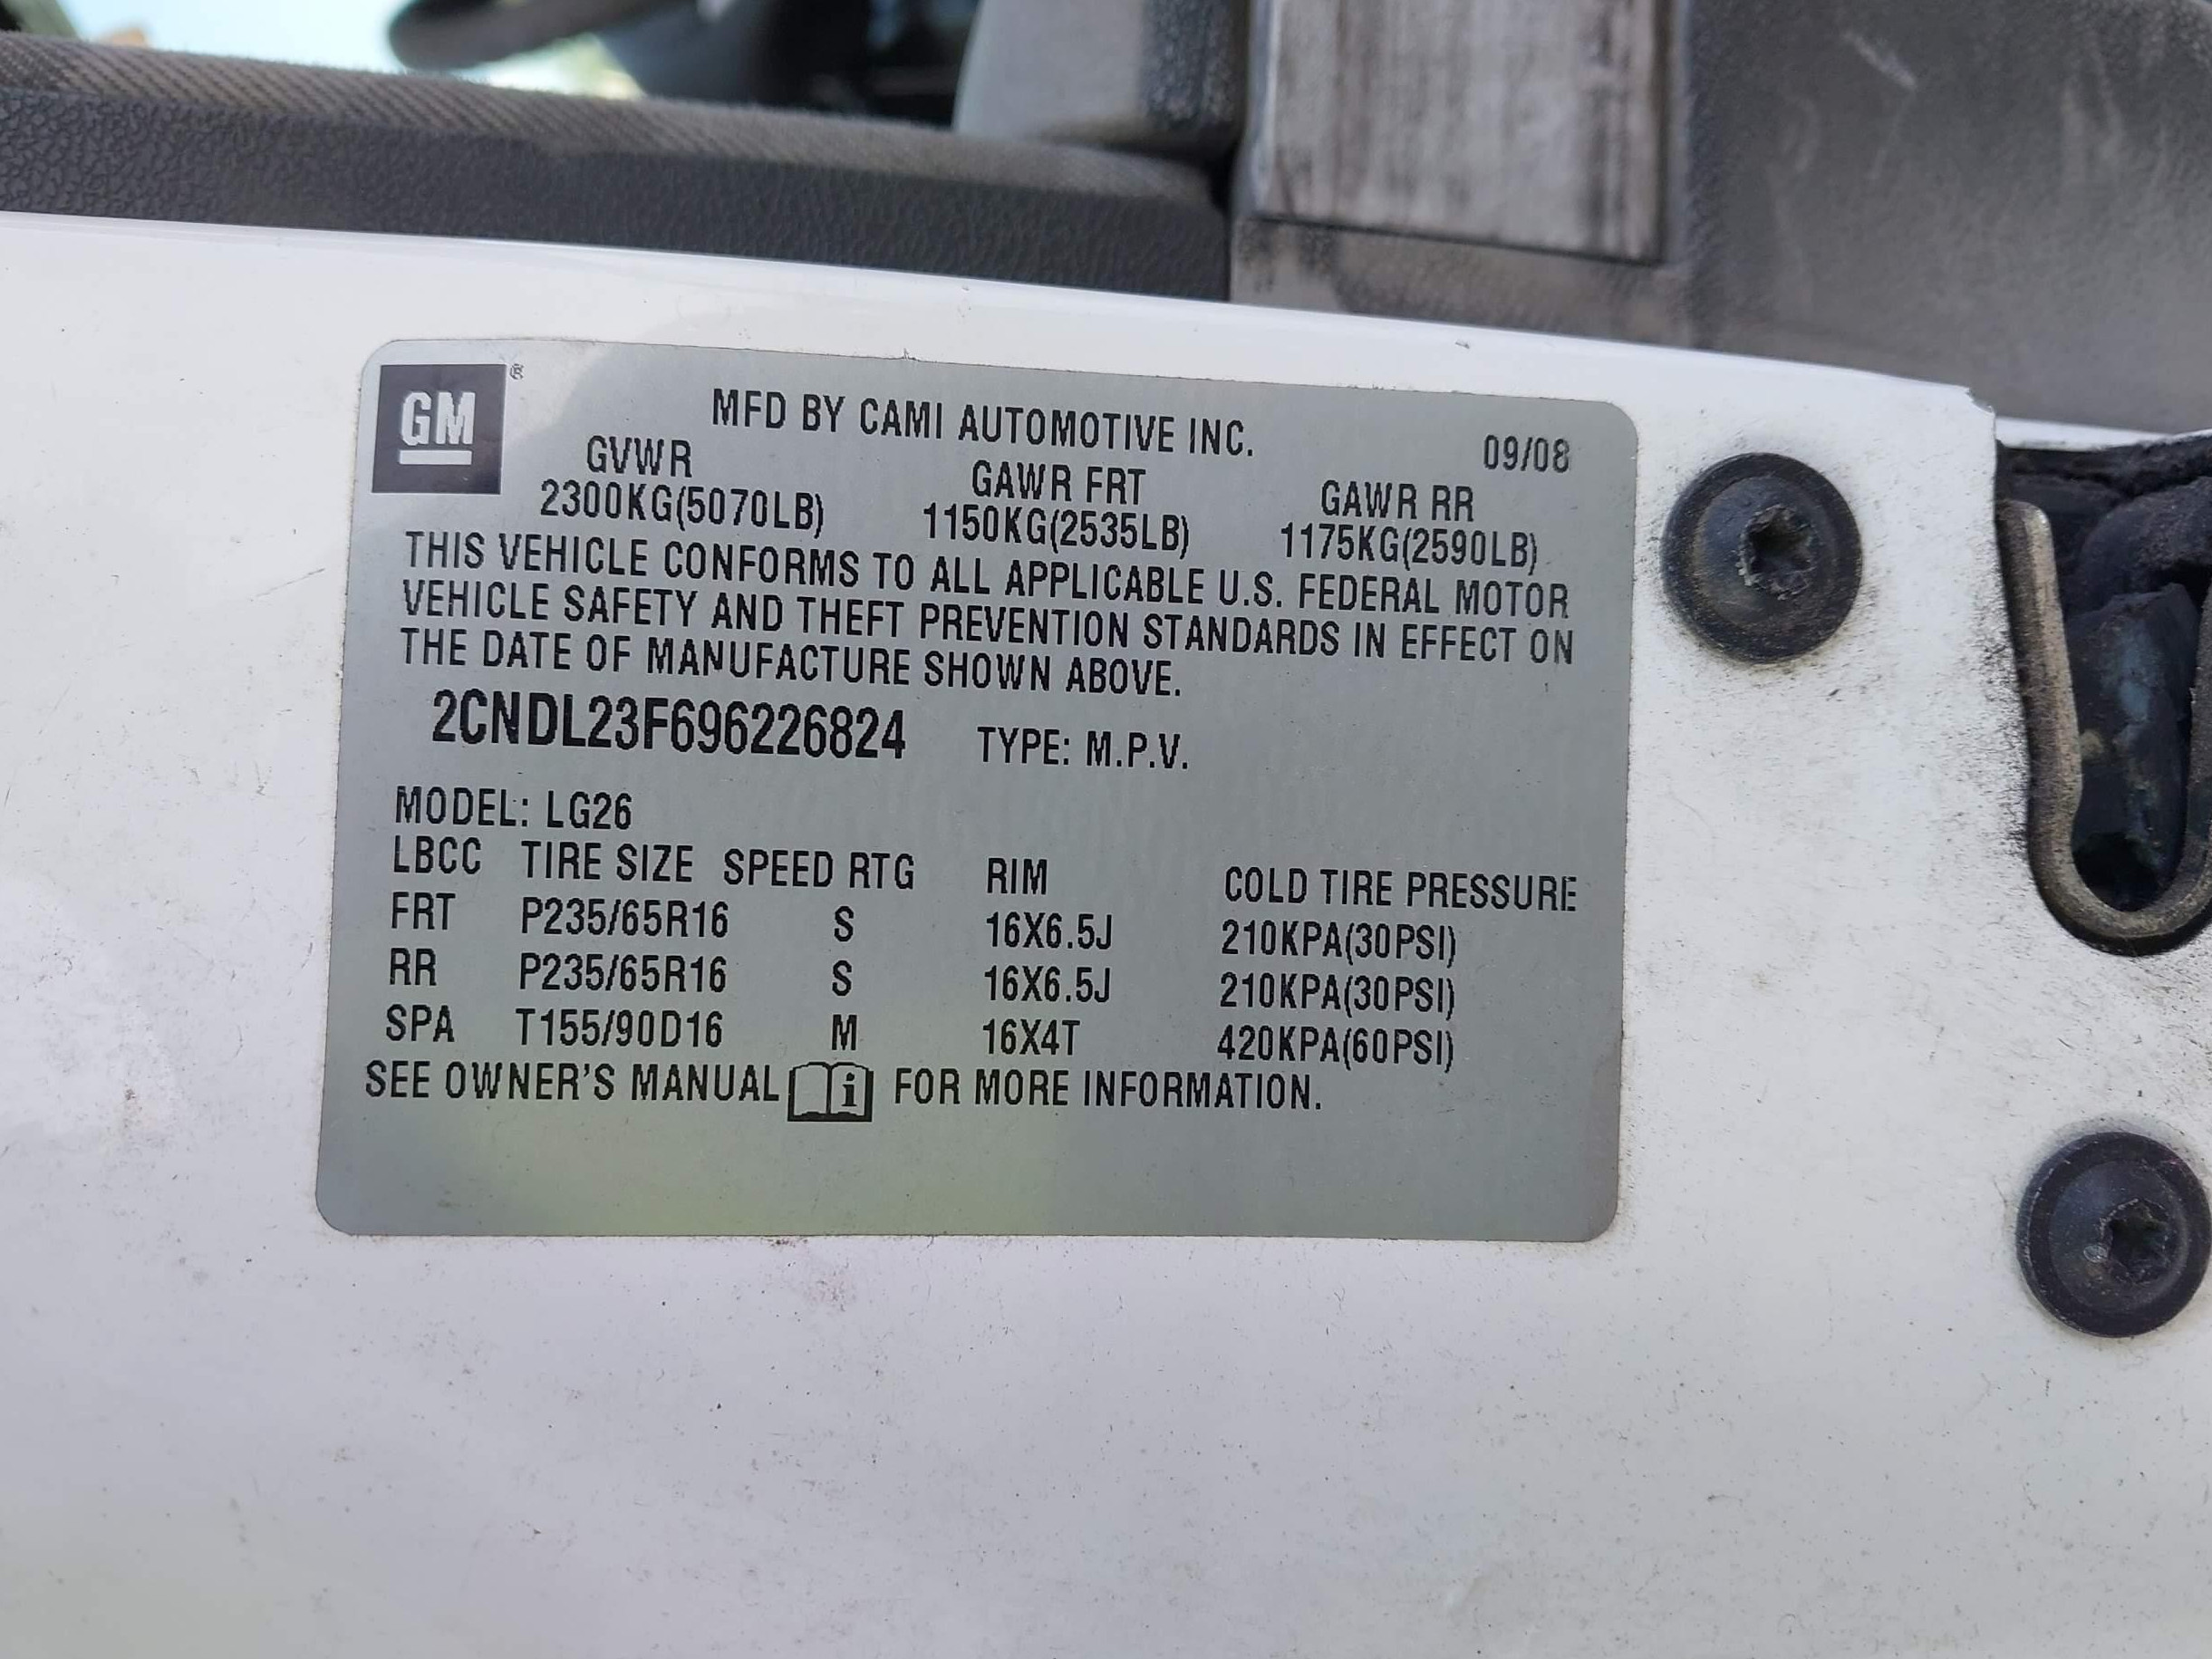 GM ®
MFD BY CAMI AUTOMOTIVE INC. 09/08
GVWR GAWR FRT GAWR RR
2300KG(5070LB) 1150KG(2535LB) 1175KG(2590LB)
THIS VEHICLE CONFORMS TO ALL APPLICABLE U.S. FEDERAL MOTOR
VEHICLE SAFETY AND THEFT PREVENTION STANDARDS IN EFFECT ON
THE DATE OF MANUFACTURE SHOWN ABOVE.
2CNDL23F696226824 TYPE: M.P.V.
MODEL: LG26
LBCC TIRE SIZE SPEED RTG RIM COLD TIRE PRESSURE
FRT P235/65R16 S 16X6.5J 210KPA(30PSI)
RR P235/65R16 S 16X6.5J 210KPA(30PSI)
SPA T155/90D16 M 16X4T 420KPA(60PSI)
SEE OWNER'S MANUAL i FOR MORE INFORMATION.